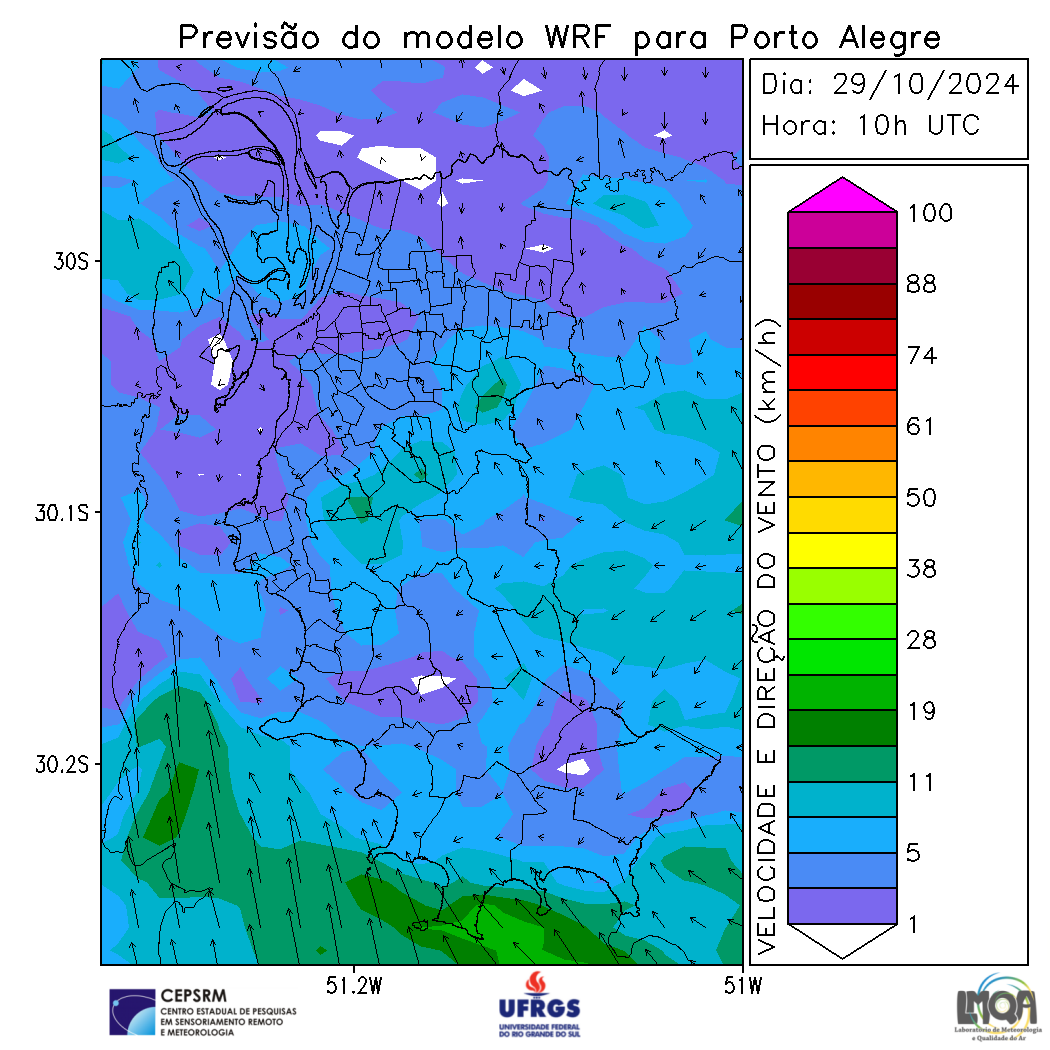 Previsão do modelo WRF para Porto Alegre
Dia: 29/10/2024
Hora: 10h UTC
30S
30.1S
30.2S
51.2W
51W
VELOCIDADE E DIREÇÃO DO VENTO (km/h)
100
88
74
61
50
38
28
19
11
5
1
CEPSRM
CENTRO ESTADUAL DE PESQUISAS
EM SENSORIAMENTO REMOTO
E METEOROLOGIA
UFRGS
UNIVERSIDADE FEDERAL
DO RIO GRANDE DO SUL
LMQA
Laboratório de Meteorologia
e Qualidade do Ar